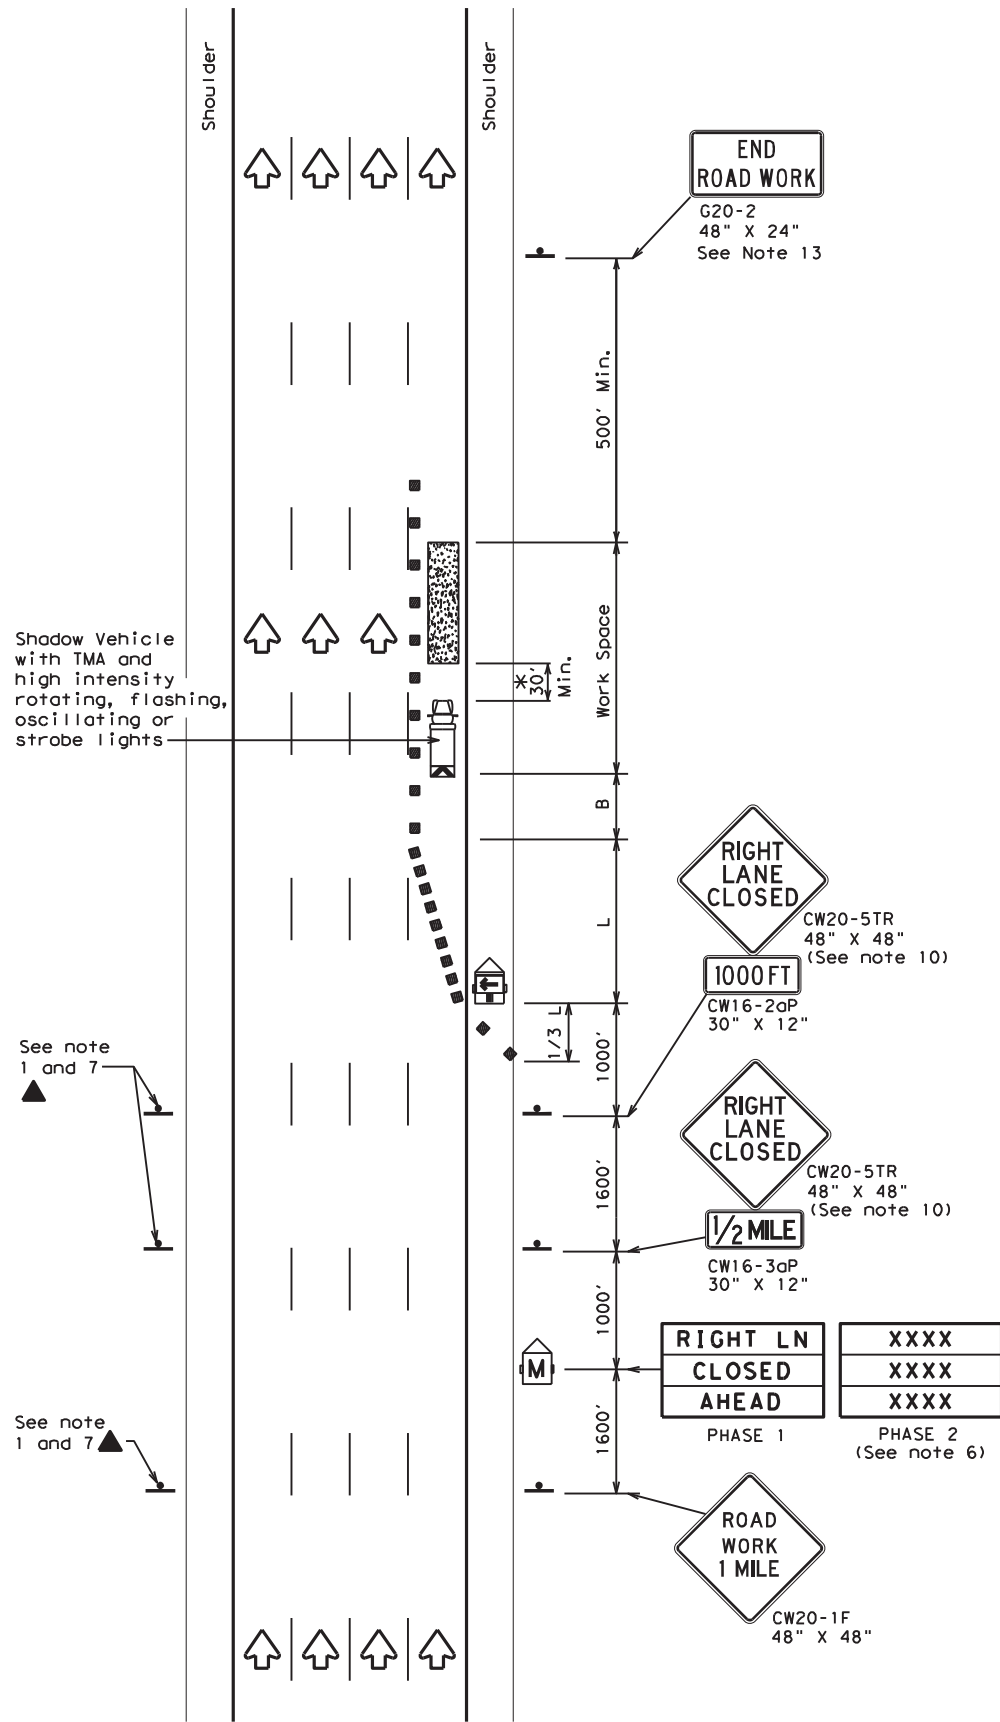 Shoulder
Shoulder
END
ROAD WORK
G20-2
48" X 24"
See Note 13
500' Min.
Shadow Vehicle
with TMA and
high intensity
rotating, flashing,
oscillating or
strobe lights
*
30'
Min.
Work Space
B
L
RIGHT
LANE
CLOSED
CW20-5TR
48" X 48"
(See note 10)
1000 FT
CW16-2aP
30" X 12"
1/3 L
1000'
See note
1 and 7
RIGHT
LANE
CLOSED
CW20-5TR
48" X 48"
(See note 10)
1600'
1/2 MILE
CW16-3aP
30" X 12"
1000'
M
RIGHT LN
CLOSED
AHEAD
PHASE 1
XXXX
XXXX
XXXX
PHASE 2
(See note 6)
See note
1 and 7
1600'
ROAD
WORK
1 MILE
CW20-1F
48" X 48"